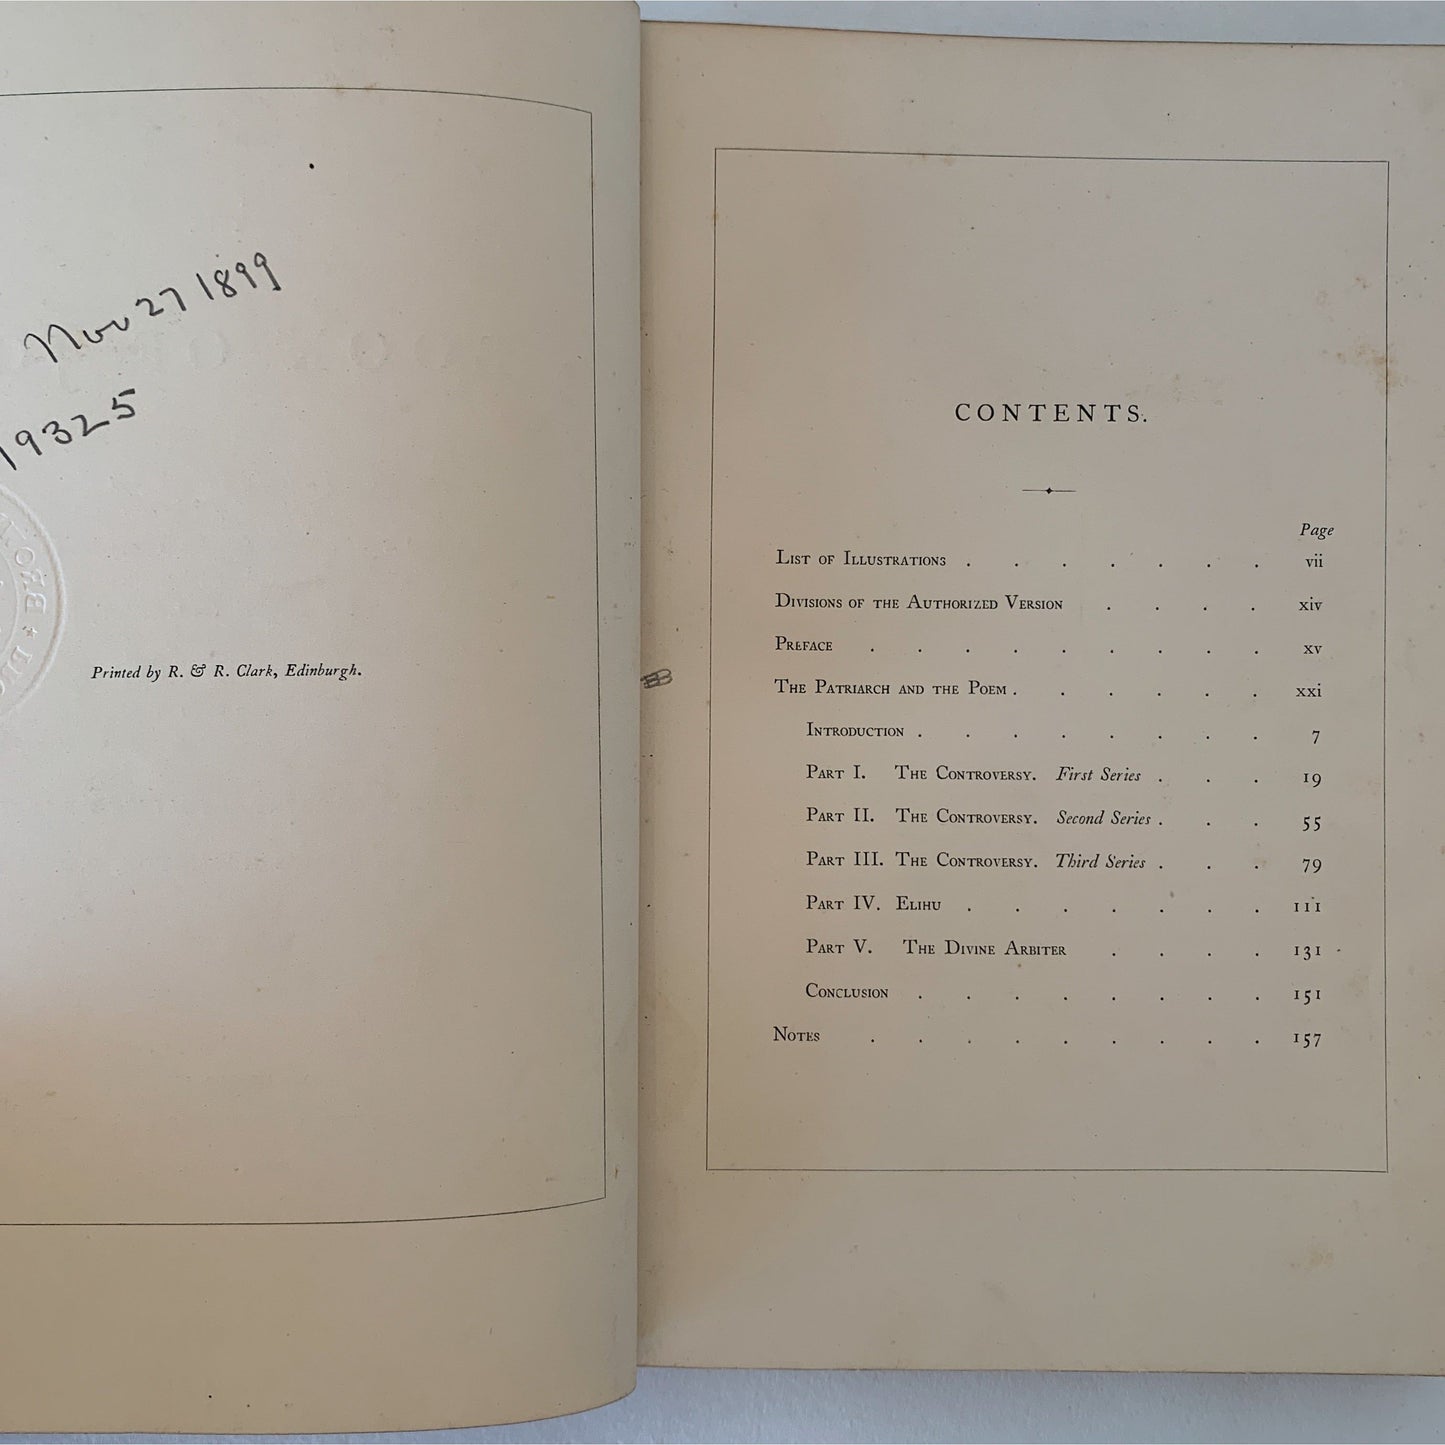 Nov 27 1899
19325
Printed by R. & R. Clark, Edinburgh.
CONTENTS.
Page
LIST OF ILLUSTRATIONS . . . . . . . vii
DIVISIONS OF THE AUTHORIZED VERSION . . . . xiv
PREFACE . . . . . . . . . xv
THE PATRIARCH AND THE POEM . . . . . . xxi
INTRODUCTION . . . . . . . . 7
PART I. THE CONTROVERSY. First Series . . . 19
PART II. THE CONTROVERSY. Second Series . . . 55
PART III. THE CONTROVERSY. Third Series . . . 79
PART IV. ELIHU . . . . . . . 111
PART V. THE DIVINE ARBITER . . . . 131
CONCLUSION . . . . . . . . 151
NOTES . . . . . . . . . 157